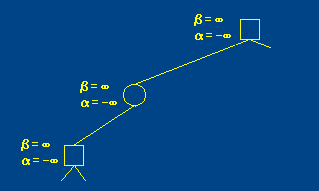 β = ∞
α = −∞
β = ∞
α = −∞
β = ∞
α = −∞